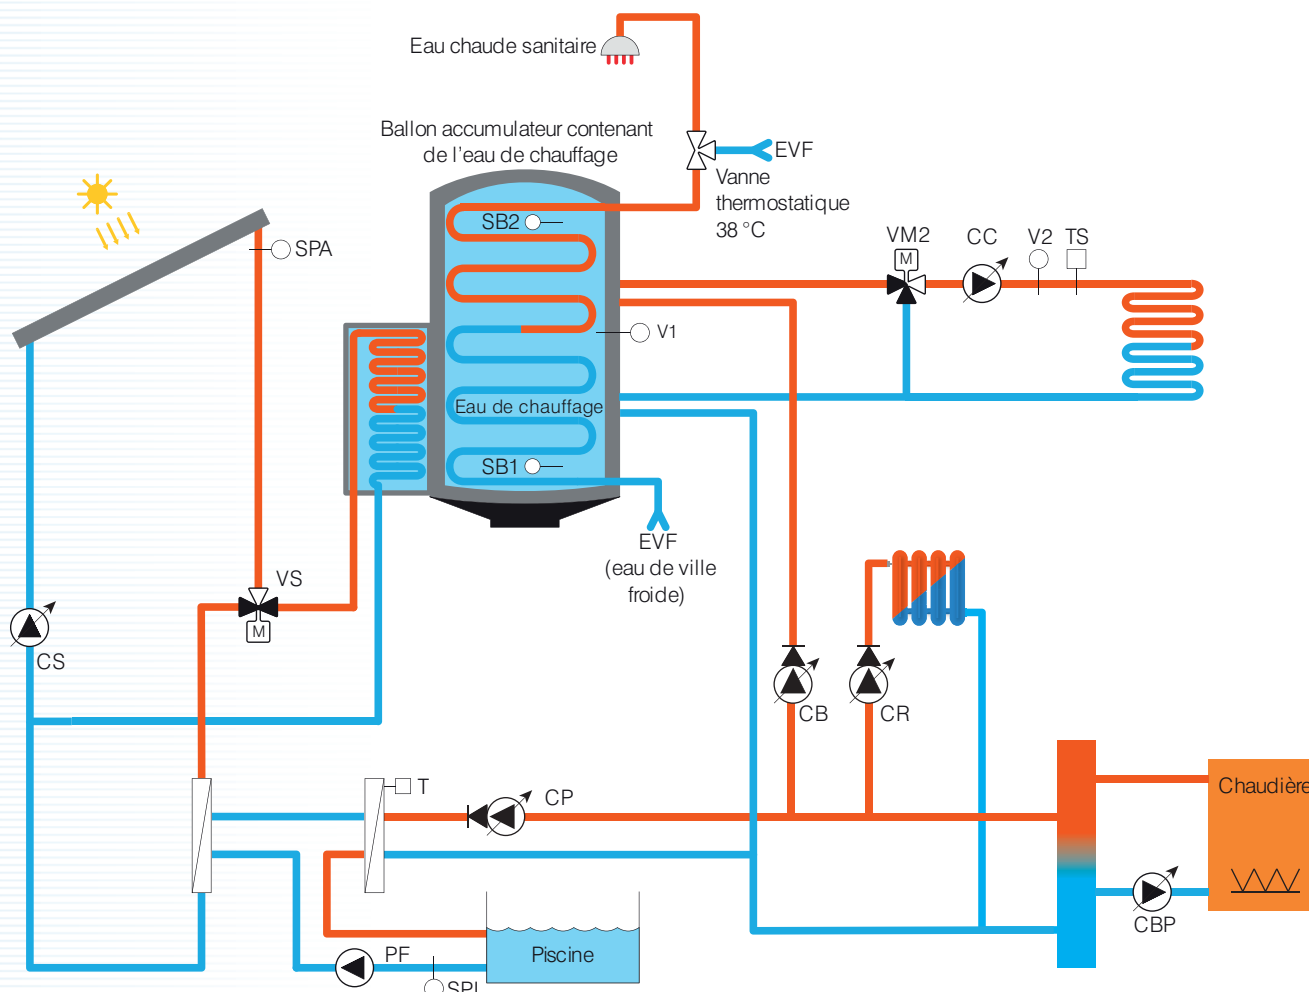 Eau chaude sanitaire
Ballon accumulateur contenant
de l'eau de chauffage
EVF
Vanne
thermostatique
38 °C
SPA
SB2
VM2
M
CC
V2
TS
V1
Eau de chauffage
SB1
EVF
(eau de ville
froide)
VS
M
CS
CB
CR
T
CP
Chaudière
CBP
PF
Piscine
SPI